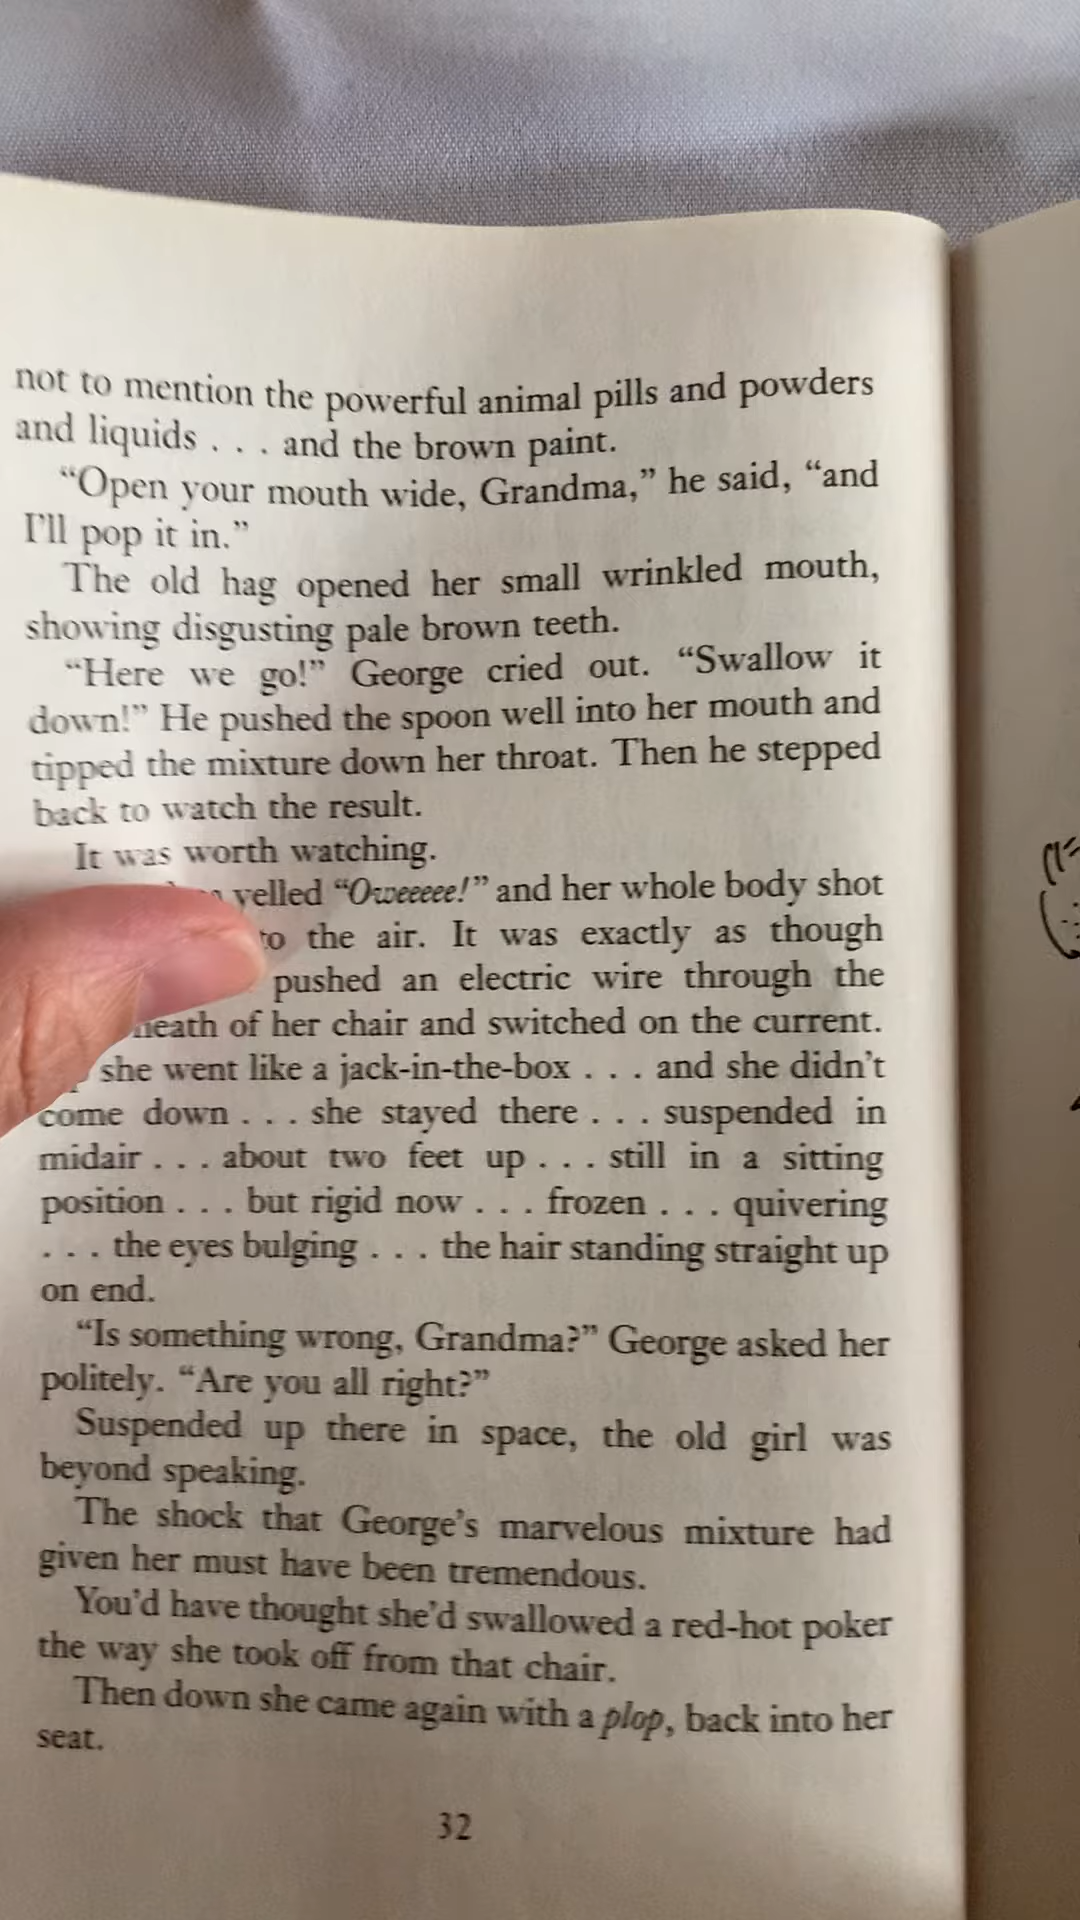 not to mention the powerful animal pills and powders
and liquids . . . and the brown paint.
“Open your mouth wide, Grandma,” he said, “and
I’ll pop it in.”
The old hag opened her small wrinkled mouth,
showing disgusting pale brown teeth.
“Here we go!” George cried out. “Swallow it
down!” He pushed the spoon well into her mouth and
tipped the mixture down her throat. Then he stepped
back to watch the result.
It was worth watching.
yelled “Oweeeee!” and her whole body shot
to the air. It was exactly as though
pushed an electric wire through the
neath of her chair and switched on the current.
she went like a jack-in-the-box . . . and she didn’t
come down . . . she stayed there . . . suspended in
midair . . . about two feet up . . . still in a sitting
position . . . but rigid now . . . frozen . . . quivering
. . . the eyes bulging . . . the hair standing straight up
on end.
“Is something wrong, Grandma?” George asked her
politely. “Are you all right?”
Suspended up there in space, the old girl was
beyond speaking.
The shock that George’s marvelous mixture had
given her must have been tremendous.
You’d have thought she’d swallowed a red-hot poker
the way she took off from that chair.
Then down she came again with a plop, back into her
seat.
32